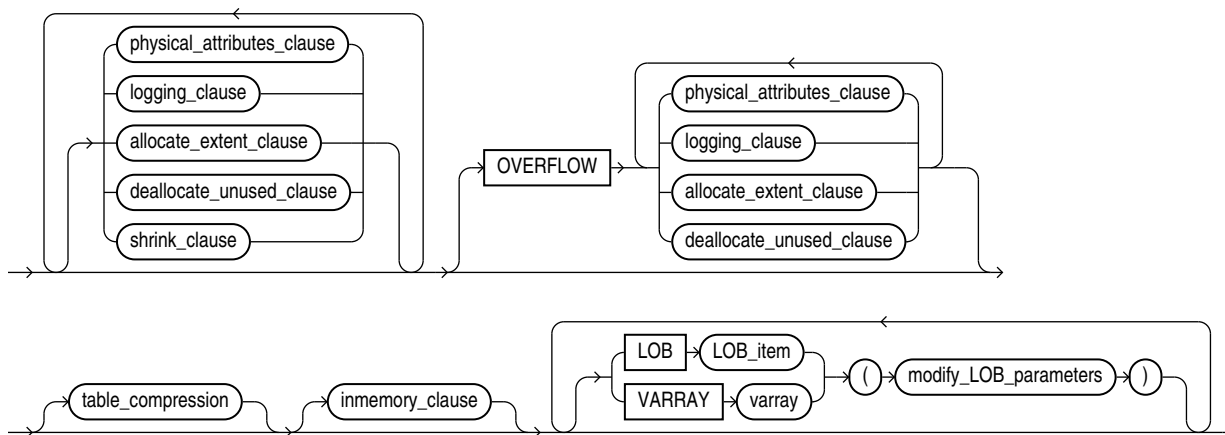 physical_attributes_clause
logging_clause
allocate_extent_clause
deallocate_unused_clause
shrink_clause
OVERFLOW
physical_attributes_clause
logging_clause
allocate_extent_clause
deallocate_unused_clause
table_compression
inmemory_clause
LOB LOB_item
VARRAY varray
( modify_LOB_parameters )